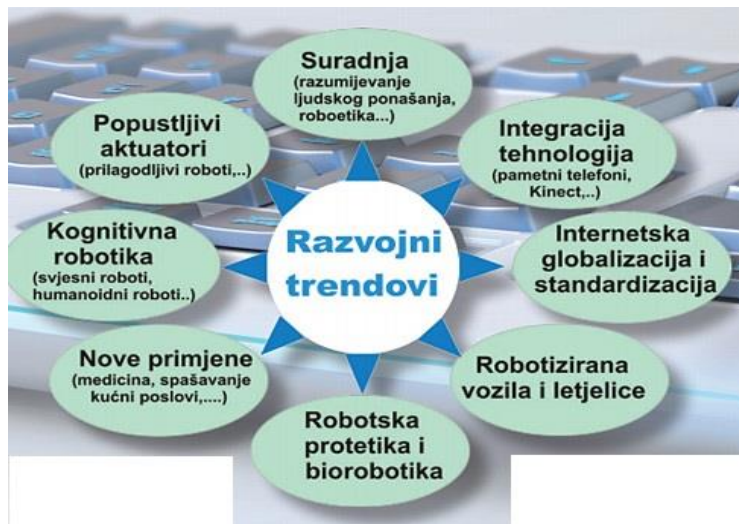 Razvojni
trendovi
Suradnja
(razumijevanje
ljudskog ponašanja,
roboetika...)
Integracija
tehnologija
(pametni telefoni,
Kinect,..)
Internetska
globalizacija i
standardizacija
Robotizirana
vozila i letjelice
Robotska
protetika i
biorobotika
Nove primjene
(medicina, spašavanje
kućni poslovi,....)
Kognitivna
robotika
(svjesni roboti,
humanoidni roboti..)
Popustljivi
aktuatori
(prilagodljivi roboti,..)